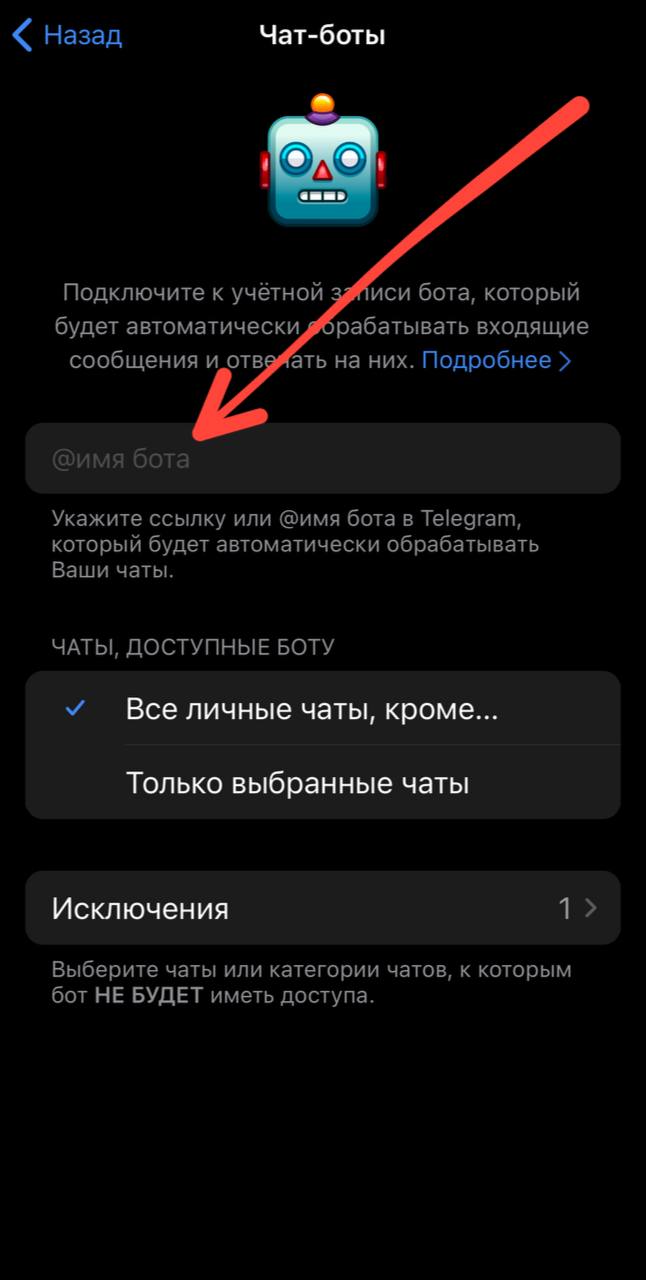 Назад
Чат-боты
Подключите к учётной записи бота, который
будет автоматически обрабатывать входящие
сообщения и отвечать на них. Подробнее
@имя бота
Укажите ссылку или @имя бота в Telegram,
который будет автоматически обрабатывать
Ваши чаты.
ЧАТЫ, ДОСТУПНЫЕ БОТУ
Все личные чаты, кроме...
Только выбранные чаты
Исключения 1
Выберите чаты или категории чатов, к которым
бот НЕ БУДЕТ иметь доступа.